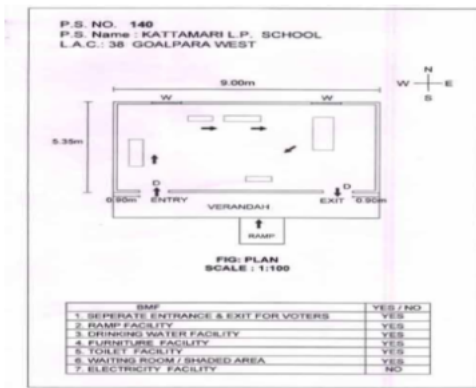 P.S. NO. 140
P.S. Name : KATTAMARI L.P. SCHOOL
L.A.C.: 38 GOALPARA WEST
N
W E
S
9.00m
W W
5.35m
D D
0.90m ENTRY EXIT 0.90m
VERANDAH
RAMP
FIG: PLAN
SCALE : 1:100
BMF YES / NO
1. SEPERATE ENTRANCE & EXIT FOR VOTERS YES
2. RAMP FACILITY YES
3. DRINKING WATER FACILITY YES
4. FURNITURE FACILITY YES
5. TOILET FACILITY YES
6. WAITING ROOM / SHADED AREA YES
7. ELECTRICITY FACILITY NO